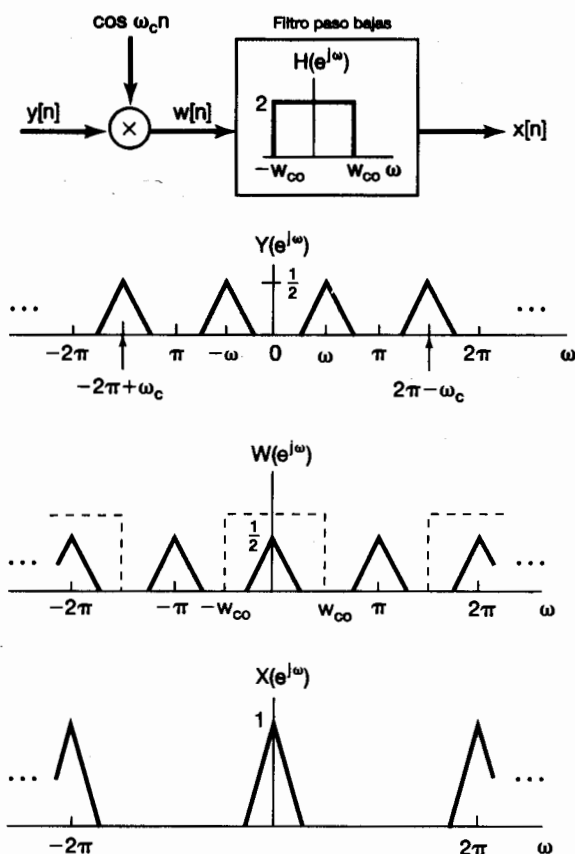 cos ω_c n
Filtro paso bajas
H(e^{jω})
2
y[n]
×
w[n]
x[n]
−W_CO
W_CO
ω
Y(e^{jω})
1/2
...
...
−2π
π
−ω
0
ω
π
2π
ω
−2π+ω_c
2π−ω_c
W(e^{jω})
1/2
...
...
−2π
−π
−W_CO
W_CO
π
2π
ω
X(e^{jω})
1
...
...
−2π
2π
ω